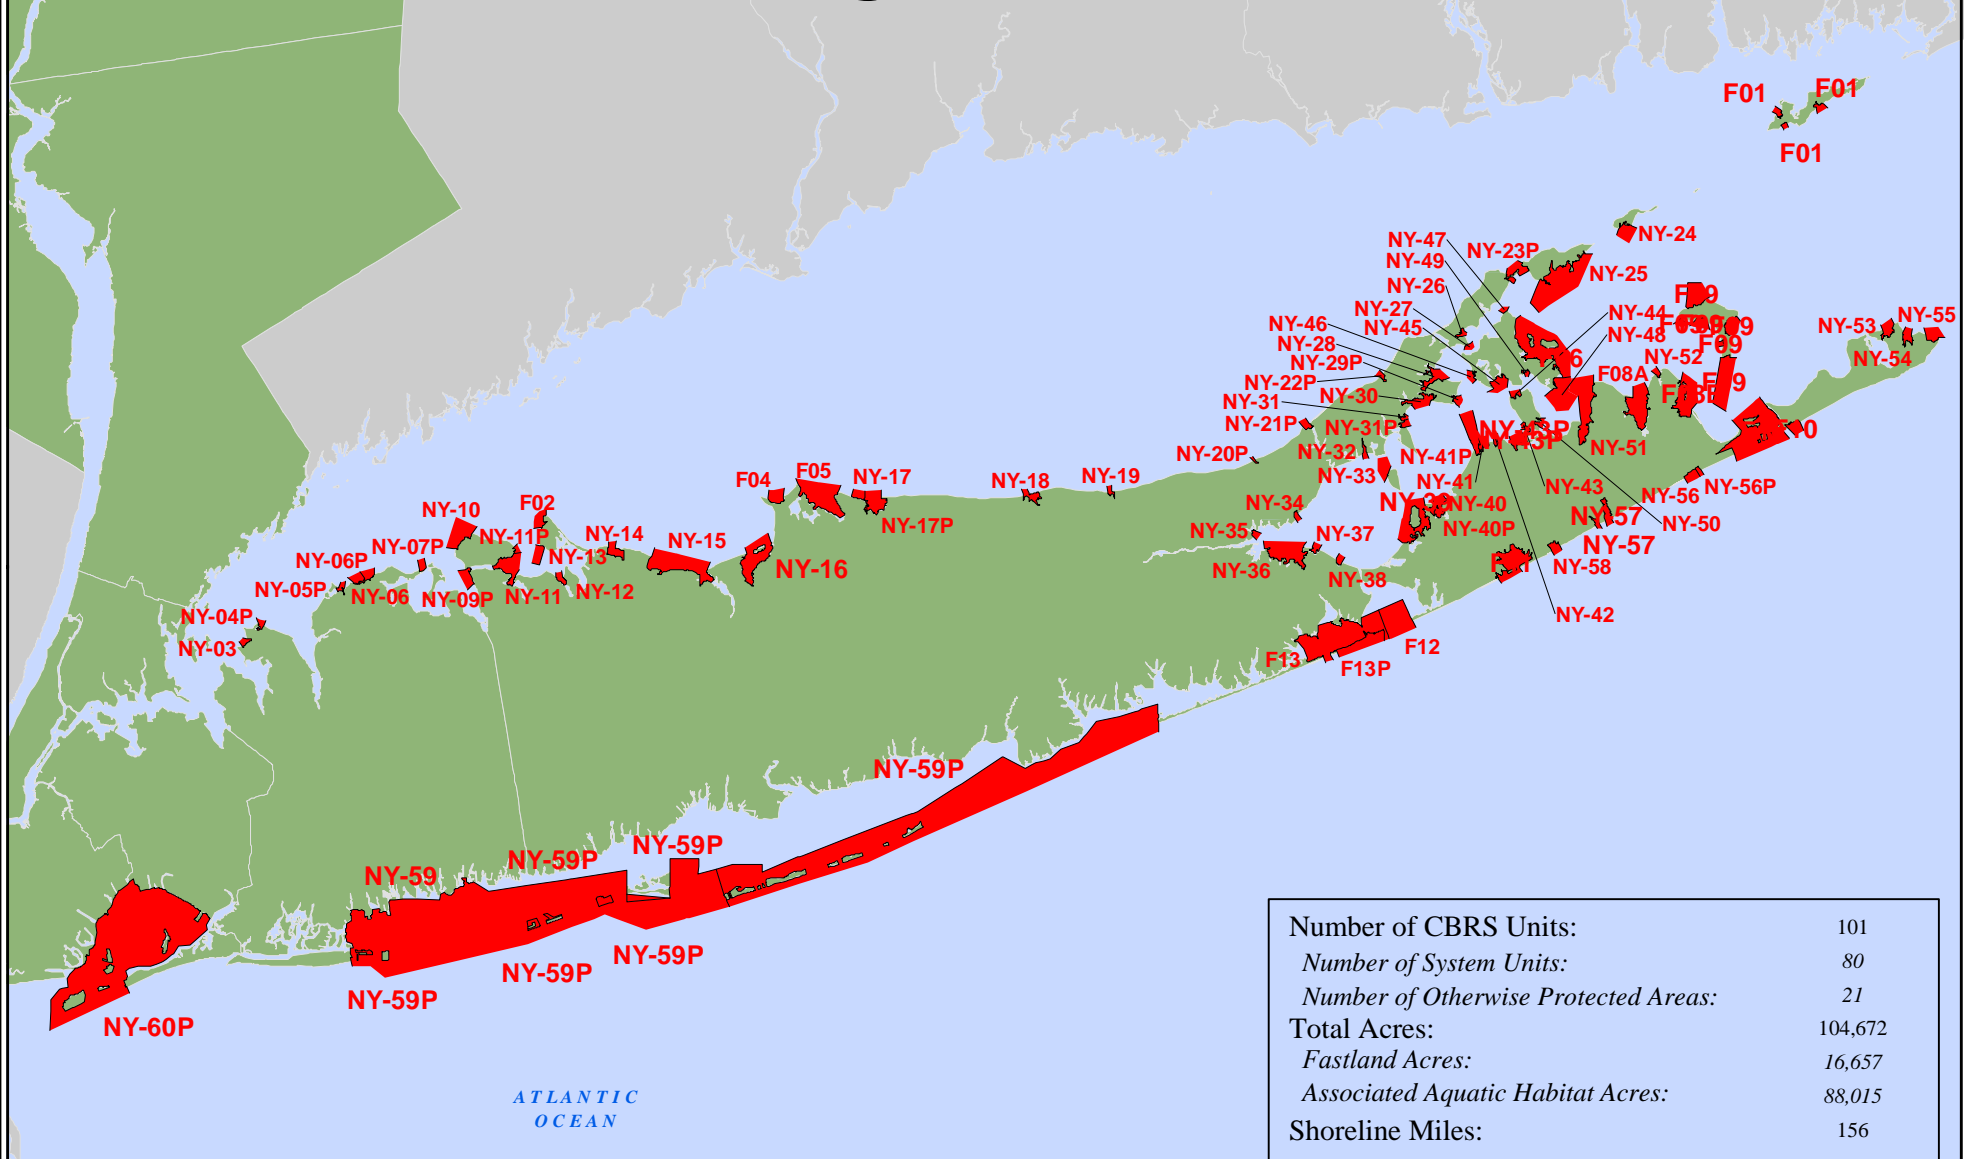 F01
F01
F01
NY-24
NY-47
NY-23P
NY-49
NY-25
NY-26
F09
NY-27
NY-44
NY-46
NY-45
NY-48
F09
F09
NY-53
NY-55
NY-28
F09
NY-54
NY-29P
NY-52
NY-22P
F08A
F09
NY-30
NY-31
NY-21P
NY-31P
NY-43P
NY-51
NY-20P
NY-32
NY-41P
NY-33
F04
F05
NY-17
NY-18
NY-19
NY-41
NY-43
NY-56
NY-56P
NY-10
F02
NY-34
NY-40
NY-57
NY-50
NY-17P
NY-40P
NY-11P
NY-14
NY-15
NY-35
NY-37
NY-57
NY-07P
NY-13
NY-06P
NY-16
NY-36
NY-38
NY-58
NY-05P
NY-06
NY-09P
NY-11
NY-12
NY-04P
NY-42
NY-03
F13
F13P
F12
NY-59P
NY-59
NY-59P
NY-59P
NY-59P
NY-59P
NY-59P
NY-60P
ATLANTIC
OCEAN
Number of CBRS Units: 101
Number of System Units: 80
Number of Otherwise Protected Areas: 21
Total Acres: 104,672
Fastland Acres: 16,657
Associated Aquatic Habitat Acres: 88,015
Shoreline Miles: 156